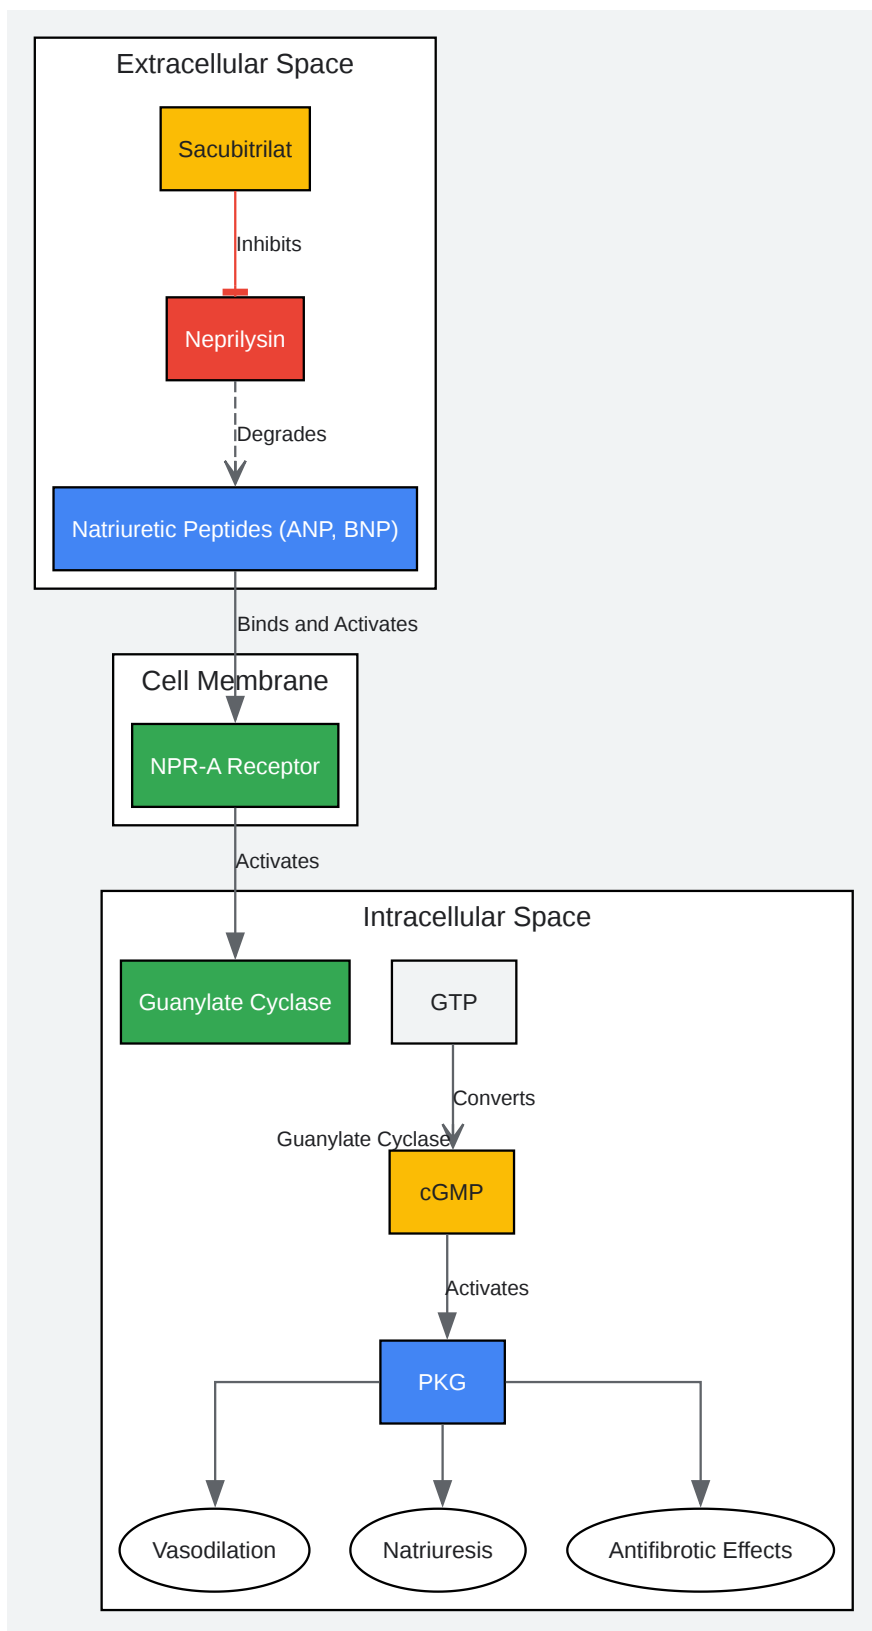 Extracellular Space
Sacubitrilat
Inhibits
Neprilysin
Degrades
Natriuretic Peptides (ANP, BNP)
Binds and Activates
Cell Membrane
NPR-A Receptor
Activates
Intracellular Space
Guanylate Cyclase
GTP
Converts
Guanylate Cyclase
cGMP
Activates
PKG
Vasodilation
Natriuresis
Antifibrotic Effects